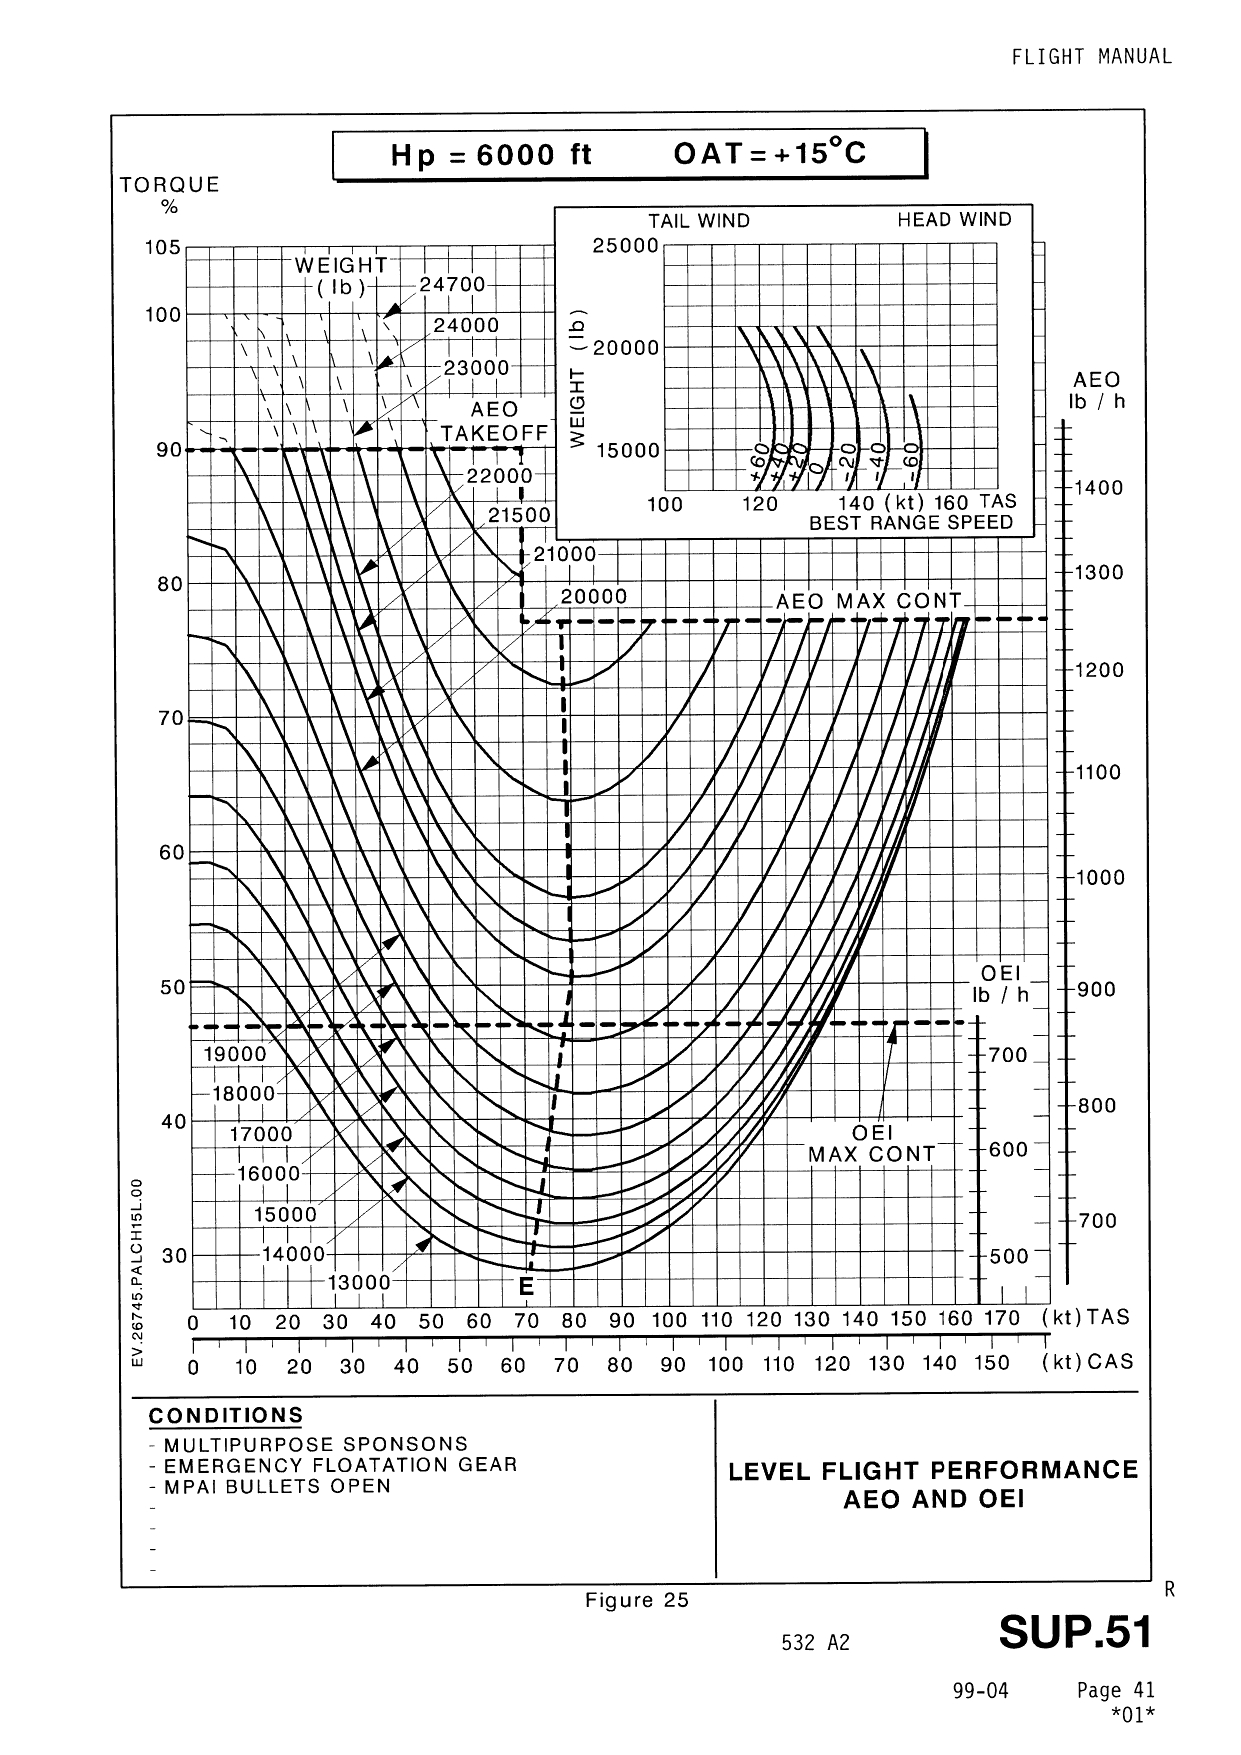 FLIGHT MANUAL
Hp = 6000 ft OAT = +15°C
TORQUE
%
TAIL WIND HEAD WIND
105
WEIGHT
(lb)
24700
25000
100
24000
20000
WEIGHT (lb)
23000
AEO
lb / h
AEO
TAKEOFF
90
15000
+60 +40 +20 0 -20 -40 -60
22000
100 120 140 (kt) 160 TAS
1400
21500
BEST RANGE SPEED
21000
80
1300
20000
AEO MAX CONT
1200
70
1100
60
1000
OEI
lb / h
50
900
19000
700
18000
800
40
17000
OEI
MAX CONT
600
16000
15000
700
30
14000
500
13000
E
0 10 20 30 40 50 60 70 80 90 100 110 120 130 140 150 160 170 (kt) TAS
0 10 20 30 40 50 60 70 80 90 100 110 120 130 140 150 (kt) CAS
EV.26745.PALCH15L.00
CONDITIONS
- MULTIPURPOSE SPONSONS
- EMERGENCY FLOATATION GEAR
- MPAI BULLETS OPEN
-
-
-
-
LEVEL FLIGHT PERFORMANCE
AEO AND OEI
Figure 25
R
532 A2
SUP.51
99-04 Page 41
*01*